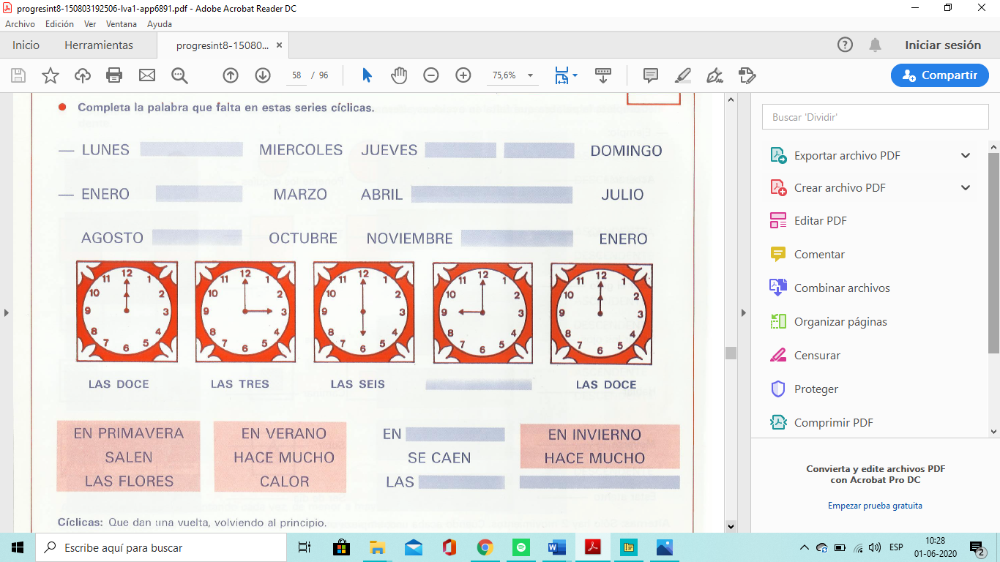 progresint8-150803192506-lva1-app6891.pdf - Adobe Acrobat Reader DC
Archivo Edición Ver Ventana Ayuda
Inicio Herramientas progresint8-15080... × Iniciar sesión
58 / 96 75,6% Compartir
Completa la palabra que falta en estas series cíclicas.
— LUNES MIERCOLES JUEVES DOMINGO
— ENERO MARZO ABRIL JULIO
AGOSTO OCTUBRE NOVIEMBRE ENERO
12 1 2 3 4 5 6 7 8 9 10 11
12 1 2 3 4 5 6 7 8 9 10 11
12 1 2 3 4 5 6 7 8 9 10 11
12 1 2 3 4 5 6 7 8 9 10 11
12 1 2 3 4 5 6 7 8 9 10 11
LAS DOCE LAS TRES LAS SEIS LAS DOCE
EN PRIMAVERA
SALEN
LAS FLORES
EN VERANO
HACE MUCHO
CALOR
EN
SE CAEN
LAS
EN INVIERNO
HACE MUCHO
Cíclicas: Que dan una vuelta, volviendo al principio.
Buscar 'Dividir'
Exportar archivo PDF
Crear archivo PDF
Editar PDF
Comentar
Combinar archivos
Organizar páginas
Censurar
Proteger
Comprimir PDF
Convierta y edite archivos PDF
con Acrobat Pro DC
Empezar prueba gratuita
Escribe aquí para buscar
ESP
10:28
01-06-2020
2